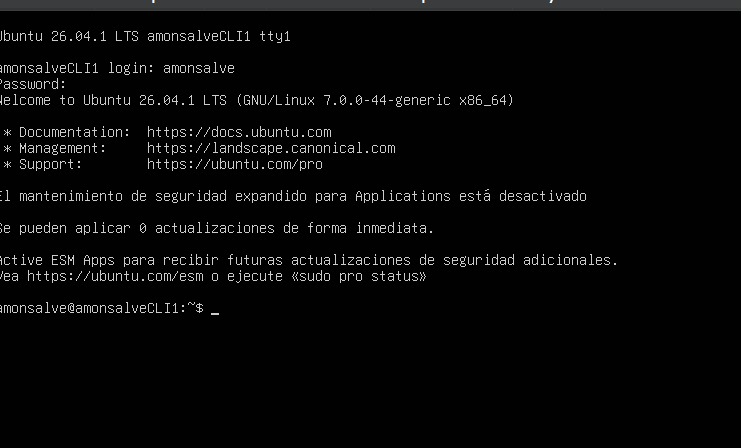 Ubuntu 26.04.1 LTS amonsalveCLI1 tty1
amonsalveCLI1 login: amonsalve
Password:
Welcome to Ubuntu 26.04.1 LTS (GNU/Linux 7.0.0-44-generic x86_64)
* Documentation: https://docs.ubuntu.com
* Management: https://landscape.canonical.com
* Support: https://ubuntu.com/pro
El mantenimiento de seguridad expandido para Applications está desactivado
Se pueden aplicar 0 actualizaciones de forma inmediata.
Active ESM Apps para recibir futuras actualizaciones de seguridad adicionales.
Vea https://ubuntu.com/esm o ejecute «sudo pro status»
amonsalve@amonsalveCLI1:~$ _